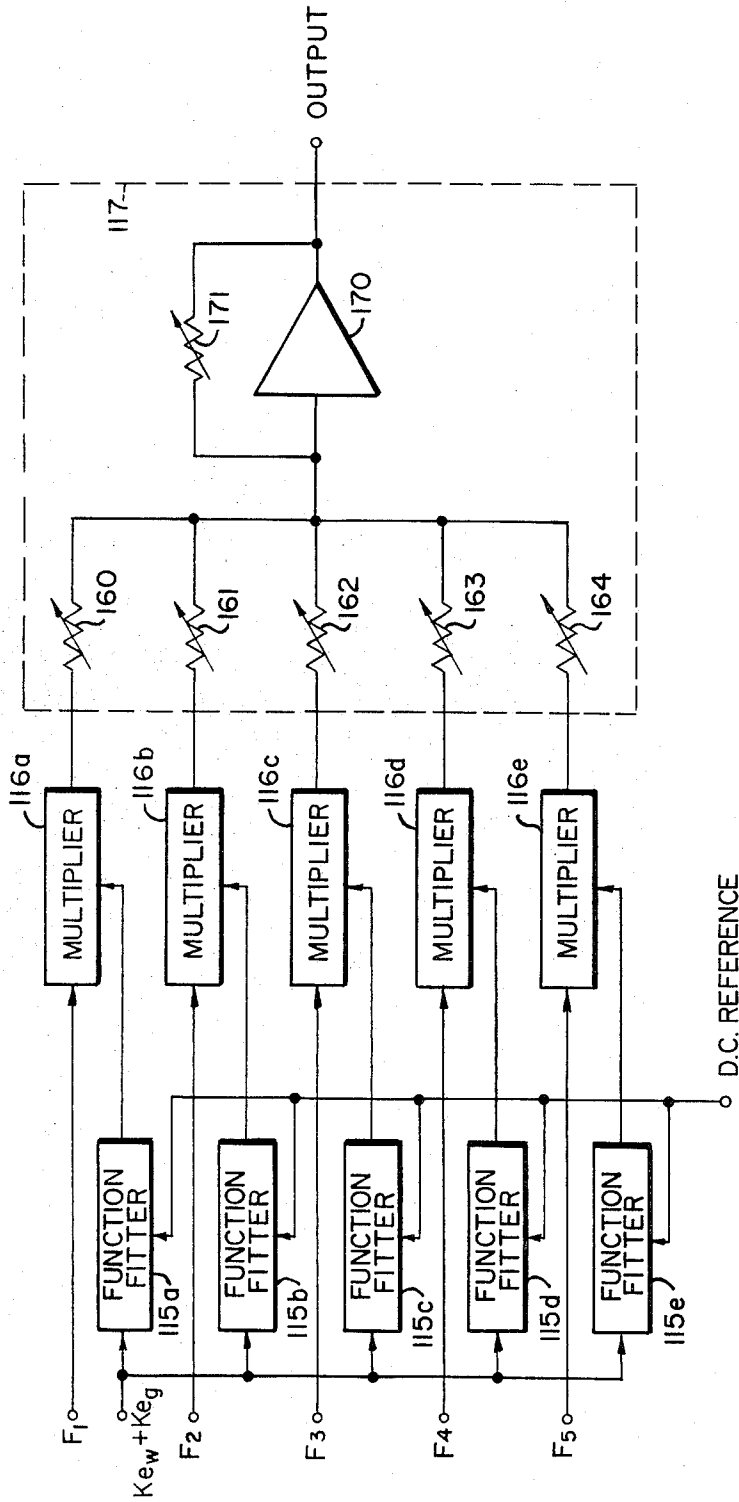 F1
Kew+Keg
F2
F3
F4
F5
FUNCTION
FITTER
115a
FUNCTION
FITTER
115b
FUNCTION
FITTER
115c
FUNCTION
FITTER
115d
FUNCTION
FITTER
115e
D.C. REFERENCE
MULTIPLIER
116a
MULTIPLIER
116b
MULTIPLIER
116c
MULTIPLIER
116d
MULTIPLIER
116e
117
160
161
162
163
164
171
170
OUTPUT